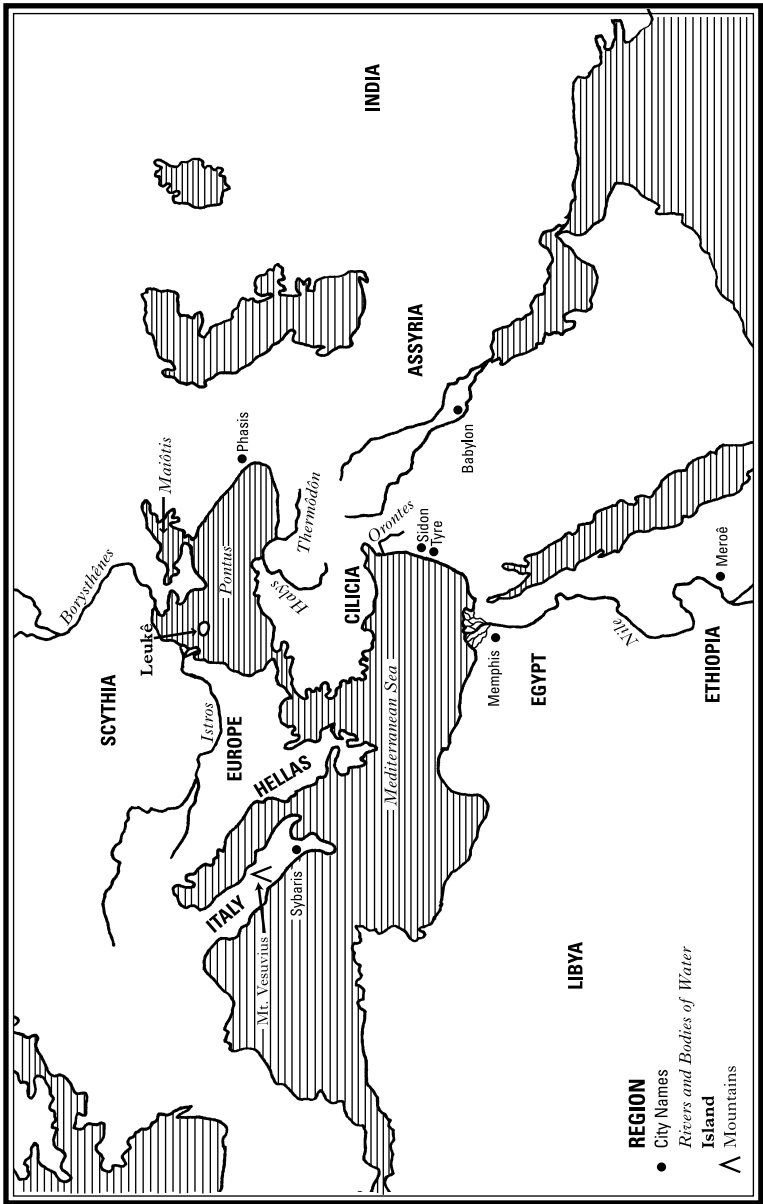 SCYTHIA
Borysthênes
Maiôtis
Leukê
Pontus
Phasis
Istros
EUROPE
HELLAS
ITALY
Mt. Vesuvius
Sybaris
Halys
Thermôdôn
CILICIA
Orontes
Sidon
Tyre
ASSYRIA
Babylon
INDIA
Mediterranean Sea
Memphis
EGYPT
Nile
Meroê
ETHIOPIA
LIBYA
REGION
City Names
Rivers and Bodies of Water
Island
Mountains